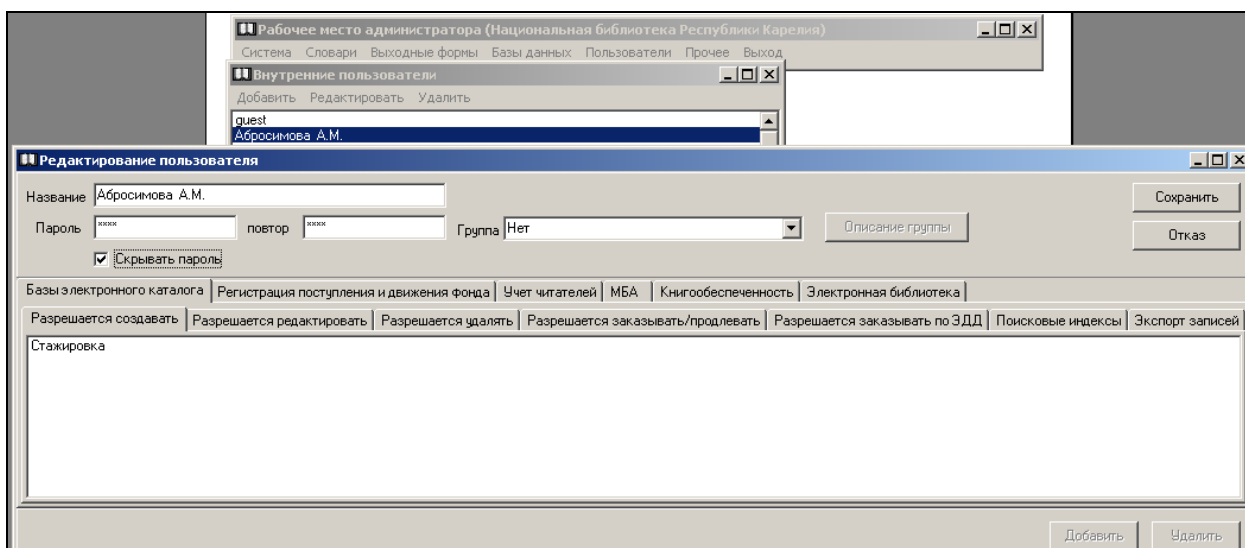 Рабочее место администратора (Национальная библиотека Республики Карелия)
Система Словари Выходные формы Базы данных Пользователи Прочее Выход
Внутренние пользователи
Добавить Редактировать Удалить
guest
Абросимова А.М.
Редактирование пользователя
Название Абросимова А.М. Сохранить
Пароль **** повтор **** Группа Нет Описание группы Отказ
Скрывать пароль
Базы электронного каталога Регистрация поступления и движения фонда Учет читателей МБА Книгообеспеченность Электронная библиотека
Разрешается создавать Разрешается редактировать Разрешается удалять Разрешается заказывать/продлевать Разрешается заказывать по ЭДД Поисковые индексы Экспорт записей
Стажировка
Добавить Удалить